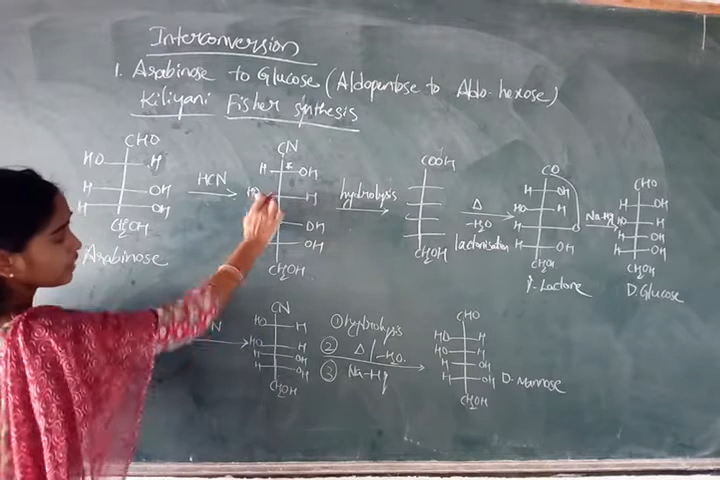 Interconversion
1. Arabinose to Glucose (Aldopentose to Aldo-hexose)
Kiliyani Fisher synthesis
CHO
HO H
H OH
H OH
CH2OH
Arabinose
HCN
CN
H * OH
HO H
OH
OH
CH2OH
hydrolysis
COOH
CH2OH
Δ
-H2O
lactonisation
CO
H OH
HO H
H
H OH
CH2OH
γ-Lactone
Na-Hg
CHO
H OH
HO H
H OH
H OH
CH2OH
D.Glucose
N
CN
HO H
HO H
H OH
H OH
CH2OH
① hydrolysis
② Δ/-H2O
③ Na-Hg
CHO
HO H
HO H
H OH
H OH
CH2OH
D-Mannose